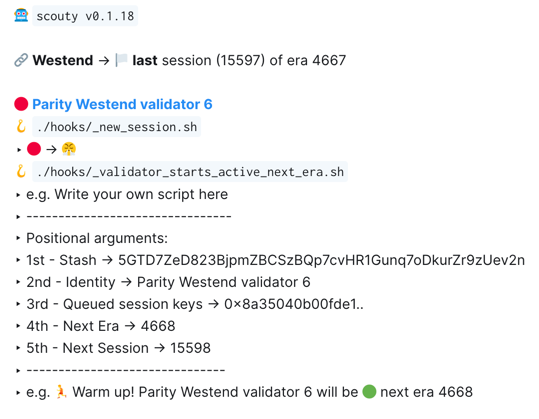 scouty v0.1.18
Westend → last session (15597) of era 4667
Parity Westend validator 6
./hooks/_new_session.sh
‣ 🔴 → 😤
./hooks/_validator_starts_active_next_era.sh
‣ e.g. Write your own script here
‣ --------------------------------
‣ Positional arguments:
‣ 1st - Stash → 5GTD7ZeD823BjpmZBCSzBQp7cvHR1Gunq7oDkurZr9zUev2n
‣ 2nd - Identity → Parity Westend validator 6
‣ 3rd - Queued session keys → 0×8a35040b00fde1..
‣ 4th - Next Era → 4668
‣ 5th - Next Session → 15598
‣ -------------------------------
‣ e.g. 🏃 Warm up! Parity Westend validator 6 will be 🟢 next era 4668